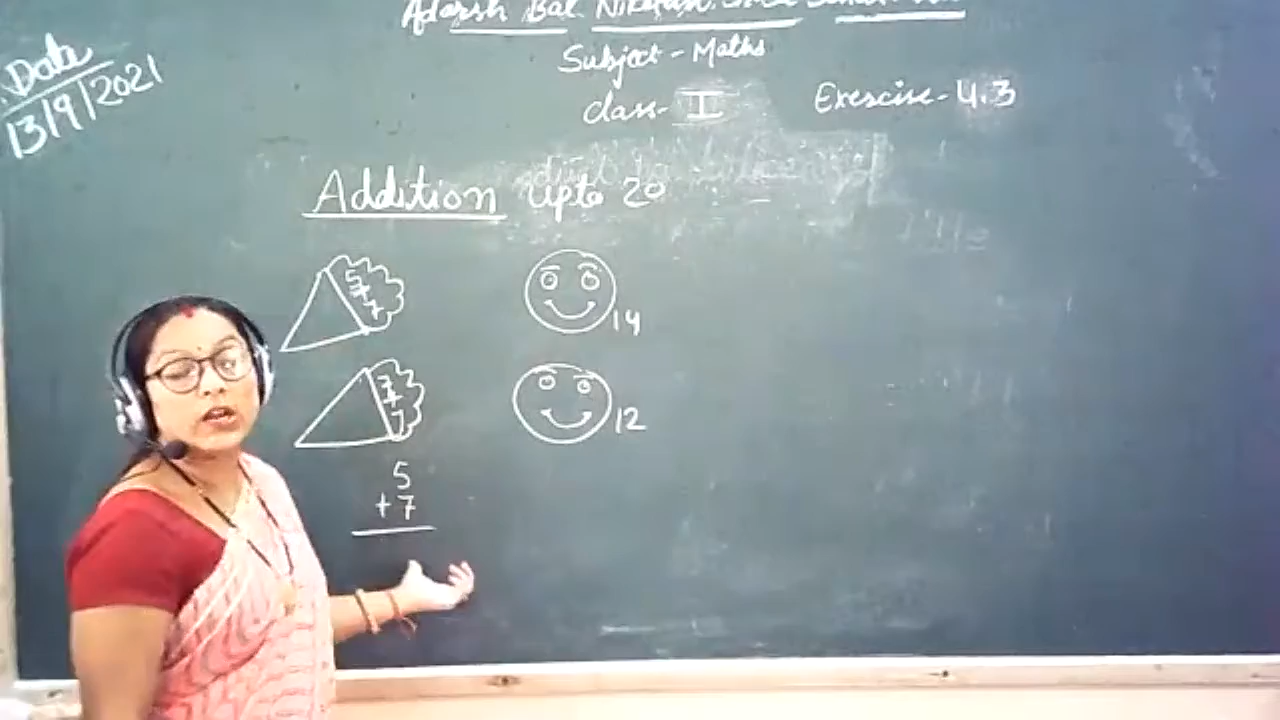 Adarsh Bal Niketan
Subject - Maths
Date
13/9/2021
Class- I
Exercise- 4.3
Addition upto 20
5
+
7
14
7
+
7
12
5
+7